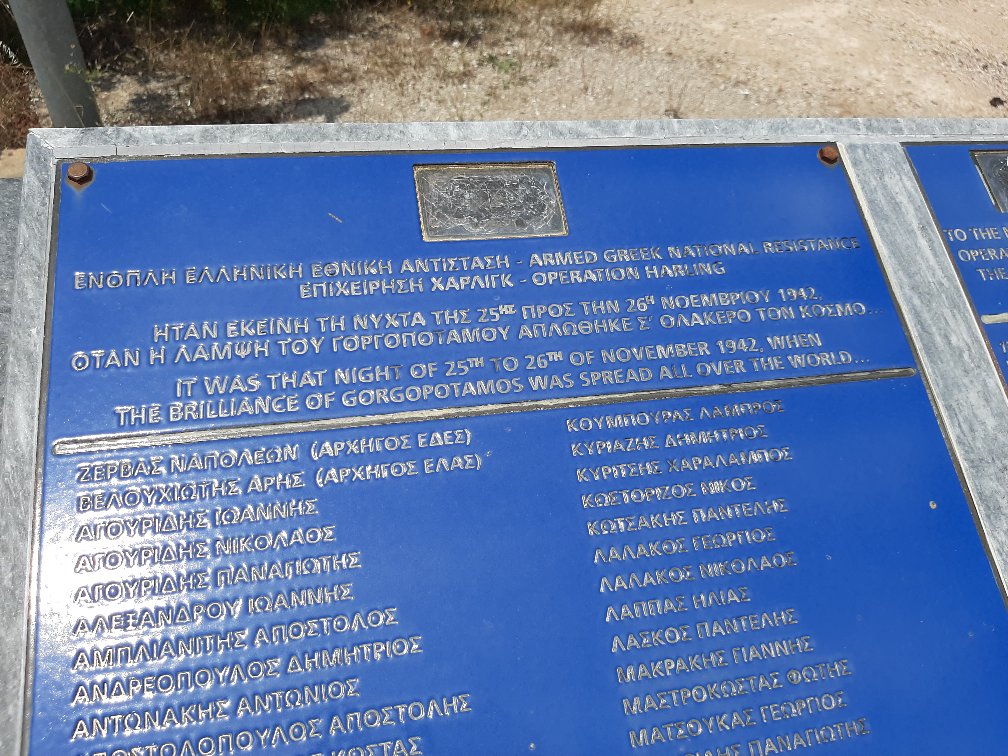 ΕΝΟΠΛΗ ΕΛΛΗΝΙΚΗ ΕΘΝΙΚΗ ΑΝΤΙΣΤΑΣΗ - ARMED GREEK NATIONAL RESISTANCE
ΕΠΙΧΕΙΡΗΣΗ ΧΑΡΛΙΓΚ - OPERATION HARLING
ΗΤΑΝ ΕΚΕΙΝΗ ΤΗ ΝΥΧΤΑ ΤΗΣ 25ΗΣ ΠΡΟΣ ΤΗΝ 26Η ΝΟΕΜΒΡΙΟΥ 1942,
ΟΤΑΝ Η ΛΑΜΨΗ ΤΟΥ ΓΟΡΓΟΠΟΤΑΜΟΥ ΑΠΛΩΘΗΚΕ Σ' ΟΛΑΚΕΡΟ ΤΟΝ ΚΟΣΜΟ...
IT WAS THAT NIGHT OF 25TH TO 26TH OF NOVEMBER 1942, WHEN
THE BRILLIANCE OF GORGOPOTAMOS WAS SPREAD ALL OVER THE WORLD...
ΖΕΡΒΑΣ ΝΑΠΟΛΕΩΝ (ΑΡΧΗΓΟΣ ΕΔΕΣ)
ΒΕΛΟΥΧΙΩΤΗΣ ΑΡΗΣ (ΑΡΧΗΓΟΣ ΕΛΑΣ)
ΑΓΟΥΡΙΔΗΣ ΙΩΑΝΝΗΣ
ΑΓΟΥΡΙΔΗΣ ΝΙΚΟΛΑΟΣ
ΑΓΟΥΡΙΔΗΣ ΠΑΝΑΓΙΩΤΗΣ
ΑΛΕΞΑΝΔΡΟΥ ΙΩΑΝΝΗΣ
ΑΜΠΛΙΑΝΙΤΗΣ ΑΠΟΣΤΟΛΟΣ
ΑΝΔΡΕΟΠΟΥΛΟΣ ΔΗΜΗΤΡΙΟΣ
ΑΝΤΩΝΑΚΗΣ ΑΝΤΩΝΙΟΣ
ΑΠΟΣΤΟΛΟΠΟΥΛΟΣ ΑΠΟΣΤΟΛΗΣ
ΚΩΣΤΑΣ
ΚΟΥΜΠΟΥΡΑΣ ΛΑΜΠΡΟΣ
ΚΥΡΙΑΖΗΣ ΔΗΜΗΤΡΙΟΣ
ΚΥΡΙΤΣΗΣ ΧΑΡΑΛΑΜΠΟΣ
ΚΩΣΤΟΡΙΖΟΣ ΝΙΚΟΣ
ΚΩΤΣΑΚΗΣ ΠΑΝΤΕΛΗΣ
ΛΑΛΑΚΟΣ ΓΕΩΡΓΙΟΣ
ΛΑΛΑΚΟΣ ΝΙΚΟΛΑΟΣ
ΛΑΠΠΑΣ ΗΛΙΑΣ
ΛΑΣΚΟΣ ΠΑΝΤΕΛΗΣ
ΜΑΚΡΑΚΗΣ ΓΙΑΝΝΗΣ
ΜΑΣΤΡΟΚΩΣΤΑΣ ΦΩΤΗΣ
ΜΑΤΣΟΥΚΑΣ ΓΕΩΡΓΙΟΣ
ΠΑΝΑΓΙΩΤΗΣ
TO THE
OPERA